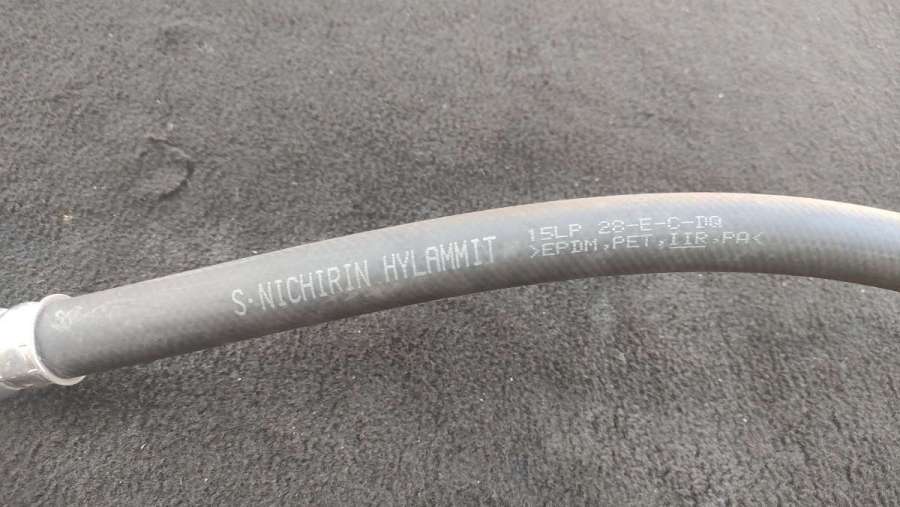 S·NICHIRIN HYLAMMIT
15LP 28-E-C-DQ
>EPDM,PET,IIR,PA<